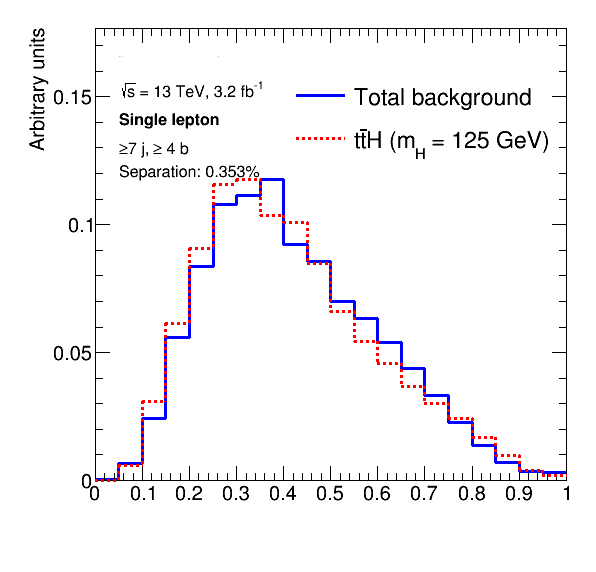 Arbitrary units
√s = 13 TeV, 3.2 fb⁻¹
Single lepton
≥7 j, ≥ 4 b
Separation: 0.353%
Total background
tt̄H (m_H = 125 GeV)
0.15
0.1
0.05
0
0 0.1 0.2 0.3 0.4 0.5 0.6 0.7 0.8 0.9 1